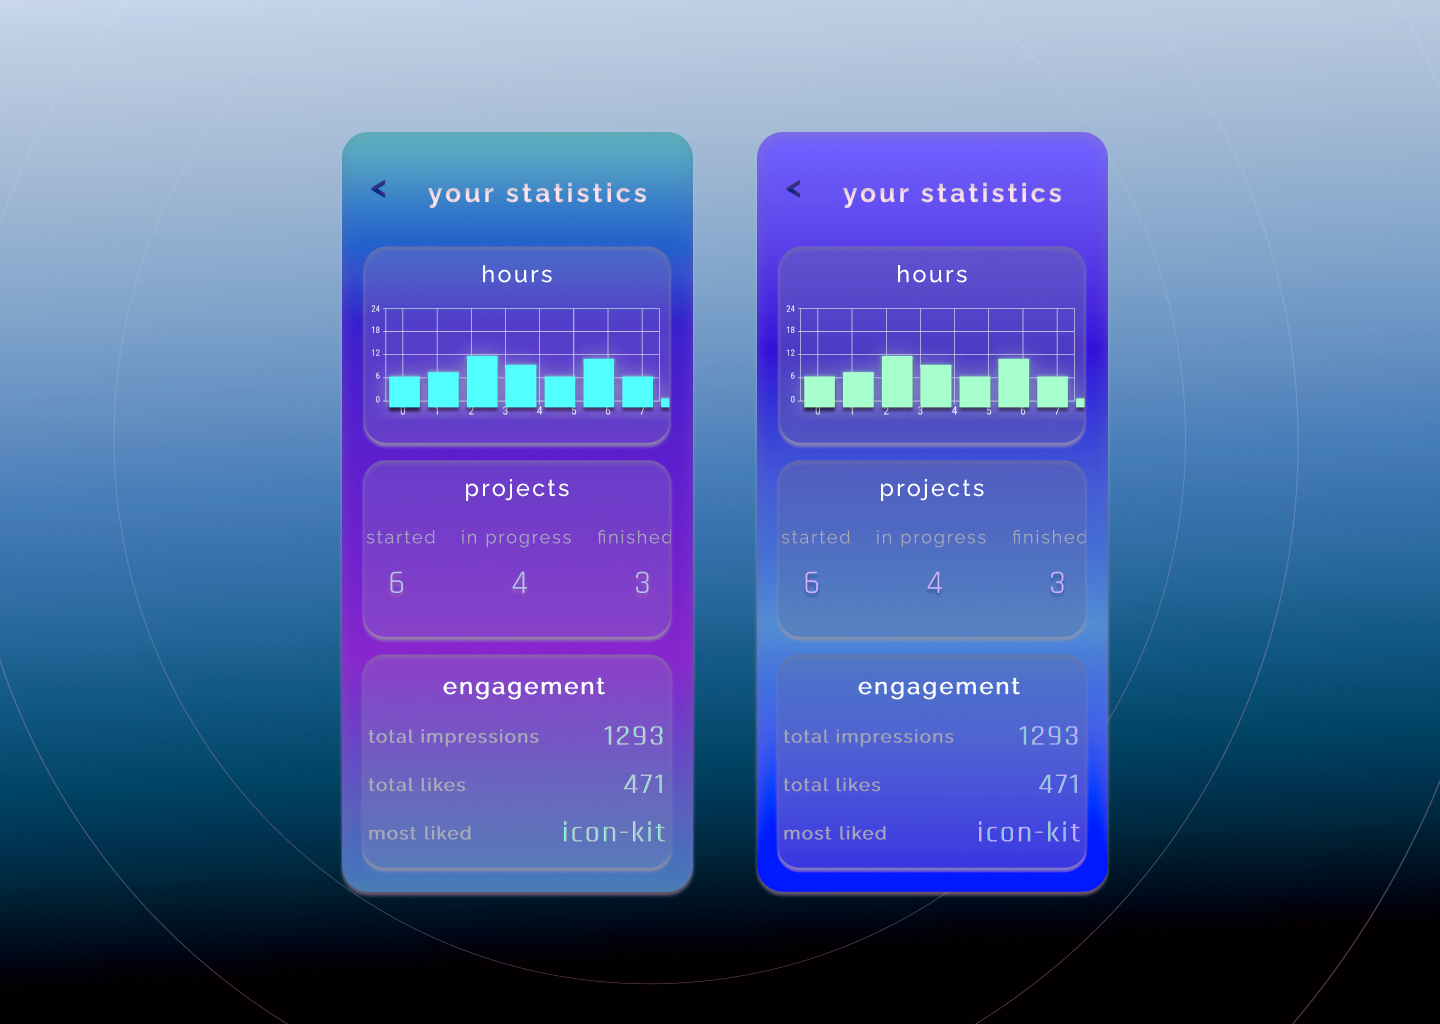 < your statistics
hours
24
18
12
6
0
0 1 2 3 4 5 6 7
projects
started in progress finished
6 4 3
engagement
total impressions 1293
total likes 471
most liked icon-kit
< your statistics
hours
24
18
12
6
0
0 1 2 3 4 5 6 7
projects
started in progress finished
6 4 3
engagement
total impressions 1293
total likes 471
most liked icon-kit